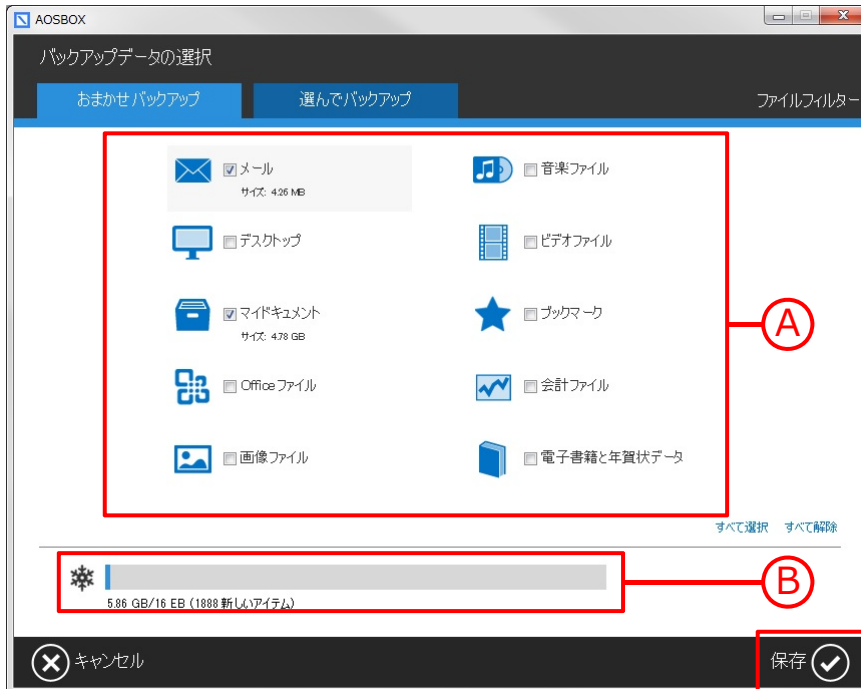 AOSBOX
バックアップデータの選択
おまかせバックアップ 選んでバックアップ ファイルフィルター
メール
サイズ: 4.26 MB
音楽ファイル
デスクトップ
ビデオファイル
マイドキュメント
サイズ: 4.78 GB
ブックマーク
A
Office ファイル
会計ファイル
画像ファイル
電子書籍と年賀状データ
すべて選択 すべて解除
B
5.86 GB/16 EB (1888 新しいアイテム)
キャンセル
保存